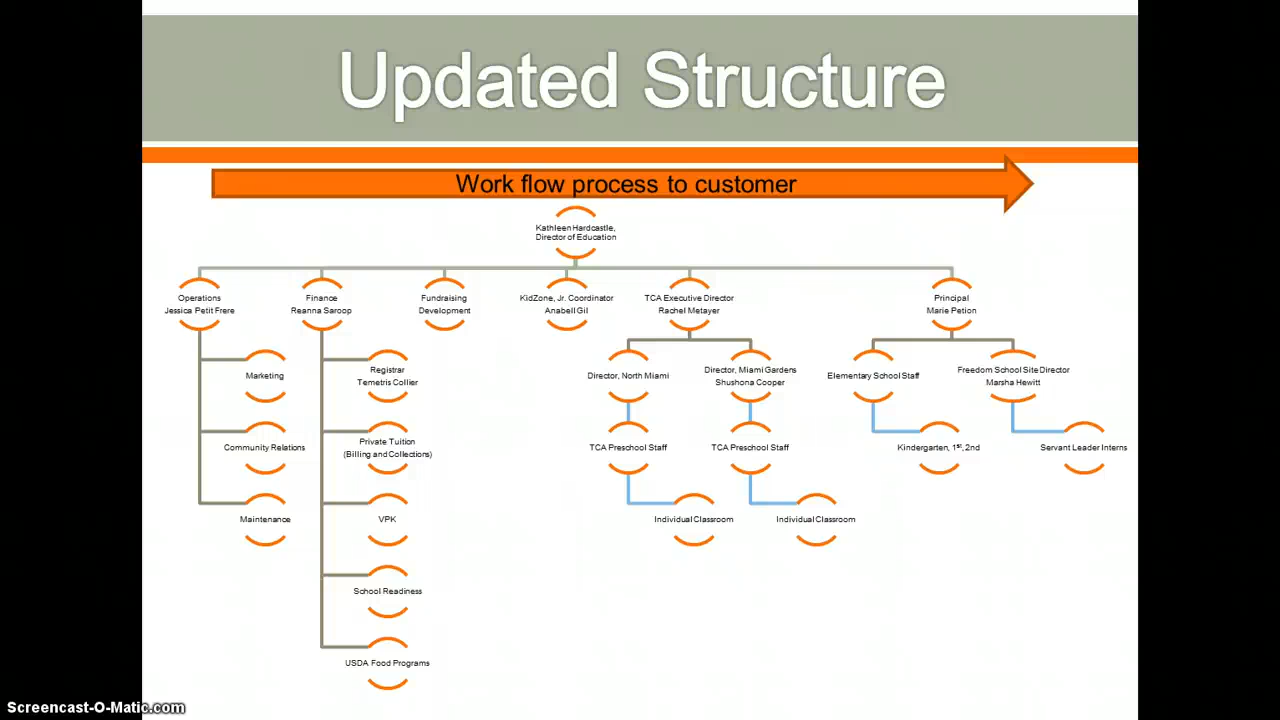 Updated Structure
Work flow process to customer
Kathleen Hardcastle,
Director of Education
Operations
Jessica Petit Frere
Finance
Reanna Saroop
Fundraising
Development
KidZone, Jr. Coordinator
Anabell Gil
TCA Executive Director
Rachel Metayer
Principal
Marie Petion
Marketing
Community Relations
Maintenance
Registrar
Temetris Collier
Private Tuition
(Billing and Collections)
VPK
School Readiness
USDA Food Programs
Director, North Miami
TCA Preschool Staff
Individual Classroom
Director, Miami Gardens
Shushona Cooper
TCA Preschool Staff
Individual Classroom
Elementary School Staff
Kindergarten, 1st, 2nd
Freedom School Site Director
Marsha Hewitt
Servant Leader Interns
Screencast-O-Matic.com